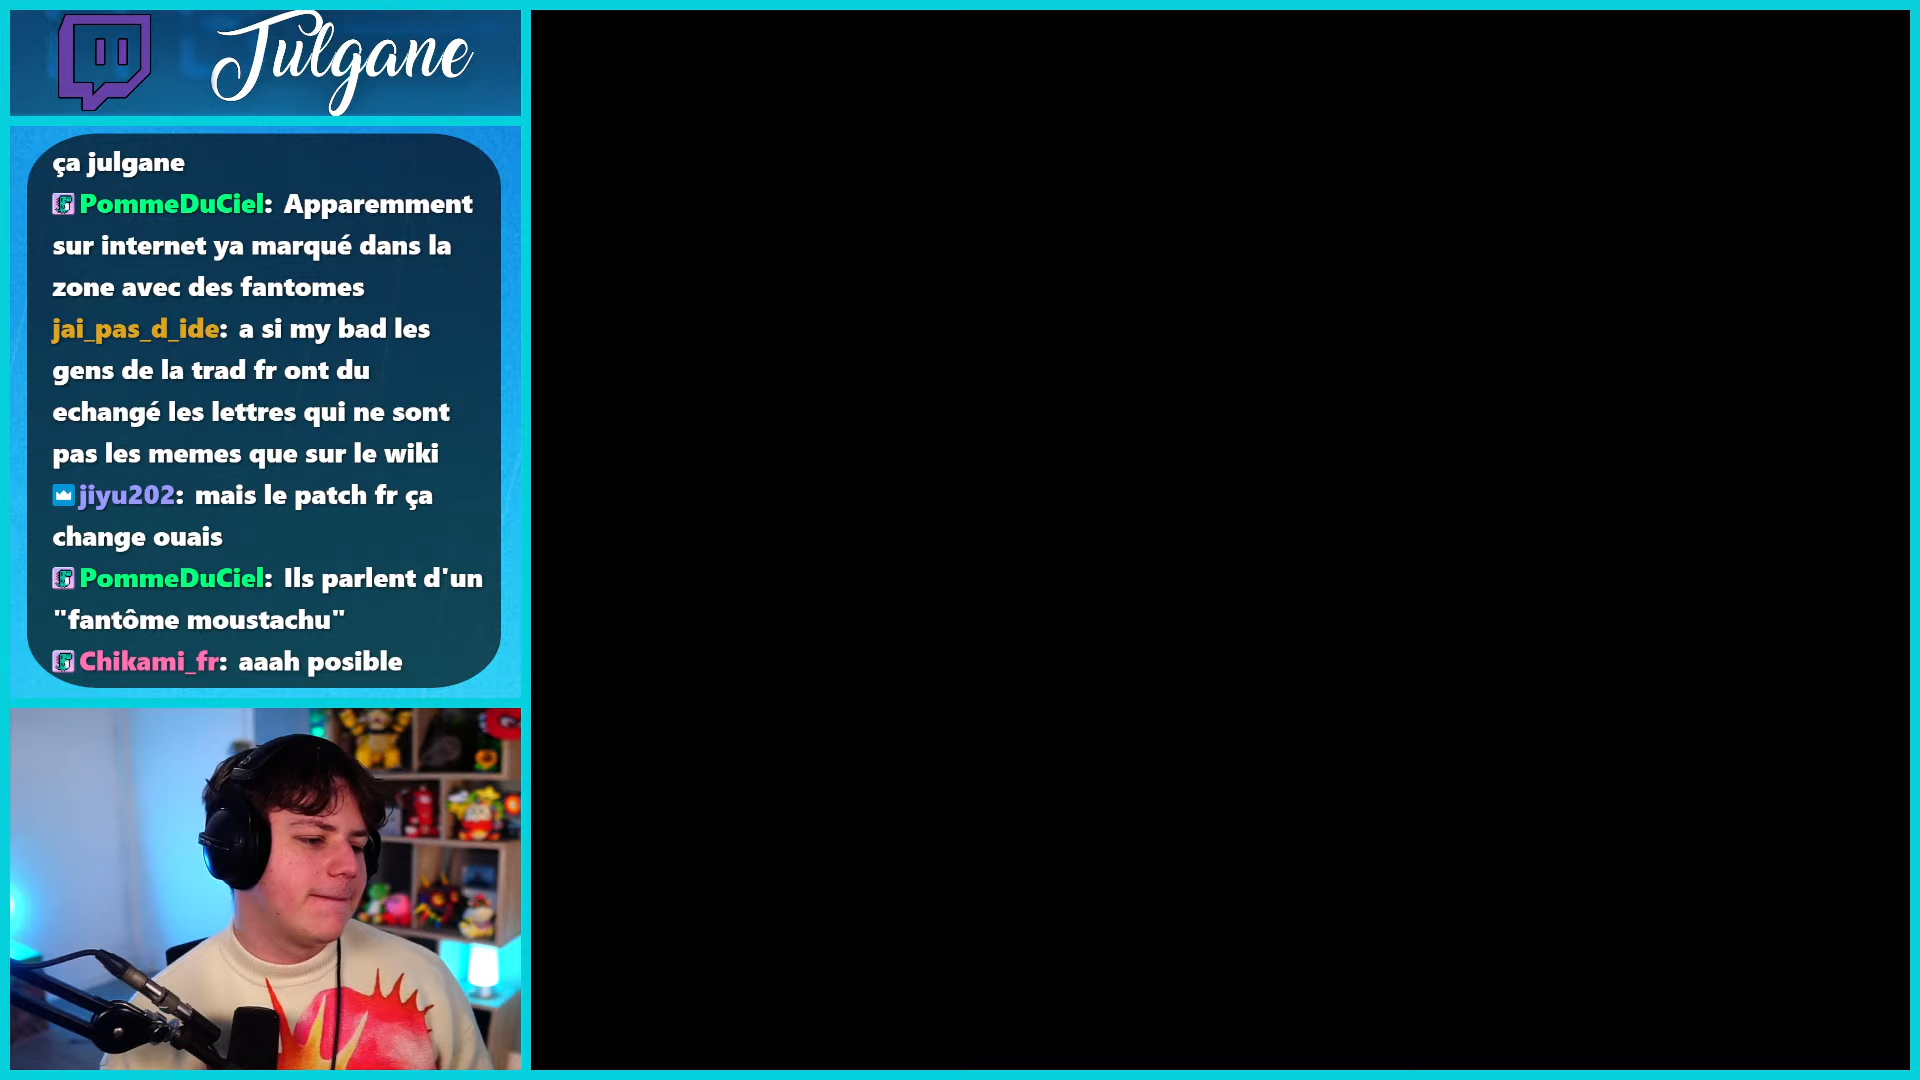 Julgane
ça julgane
PommeDuCiel: Apparemment
sur internet ya marqué dans la
zone avec des fantomes
jai_pas_d_ide: a si my bad les
gens de la trad fr ont du
echangé les lettres qui ne sont
pas les memes que sur le wiki
jiyu202: mais le patch fr ça
change ouais
PommeDuCiel: Ils parlent d'un
"fantôme moustachu"
Chikami_fr: aaah posible